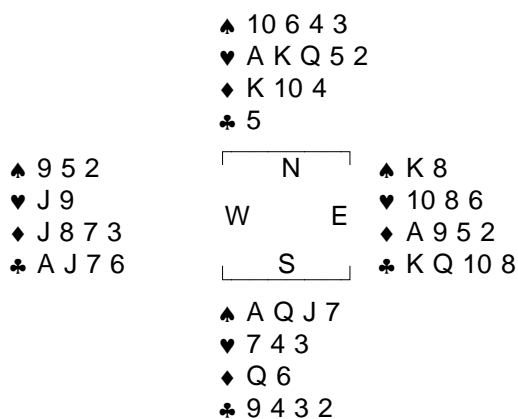 ♠ 10 6 4 3
♥ A K Q 5 2
♦ K 10 4
♣ 5
♠ 9 5 2
♥ J 9
♦ J 8 7 3
♣ A J 7 6
N
W E
S
♠ K 8
♥ 10 8 6
♦ A 9 5 2
♣ K Q 10 8
♠ A Q J 7
♥ 7 4 3
♦ Q 6
♣ 9 4 3 2